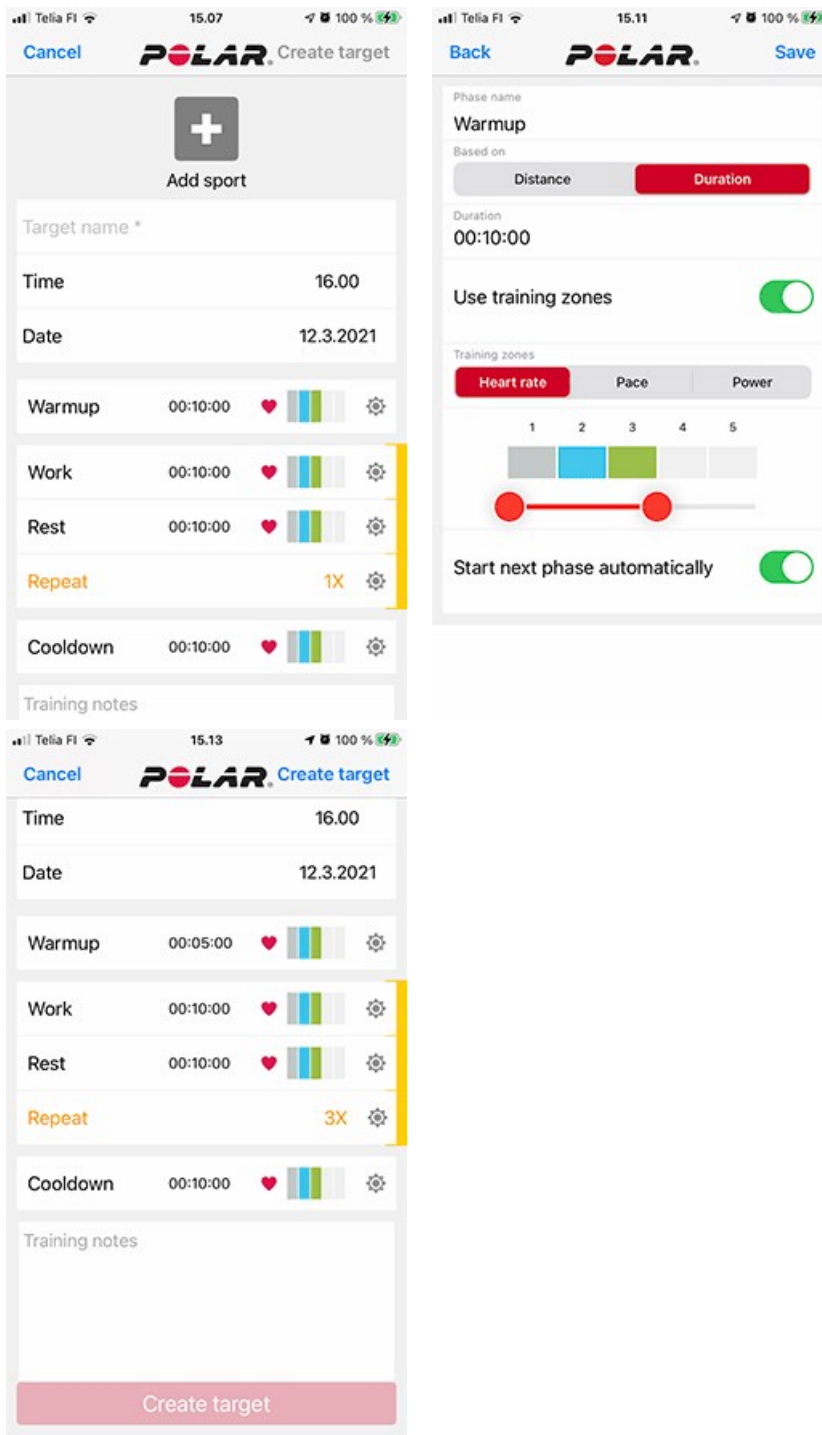 Telia FI 15.07 100 %
Cancel POLAR. Create target
Add sport
Target name *
Time 16.00
Date 12.3.2021
Warmup 00:10:00
Work 00:10:00
Rest 00:10:00
Repeat 1X
Cooldown 00:10:00
Training notes
Telia FI 15.11 100 %
Back POLAR. Save
Phase name
Warmup
Based on
Distance Duration
Duration
00:10:00
Use training zones
Training zones
Heart rate Pace Power
1 2 3 4 5
Start next phase automatically
Telia FI 15.13 100 %
Cancel POLAR. Create target
Time 16.00
Date 12.3.2021
Warmup 00:05:00
Work 00:10:00
Rest 00:10:00
Repeat 3X
Cooldown 00:10:00
Training notes
Create target